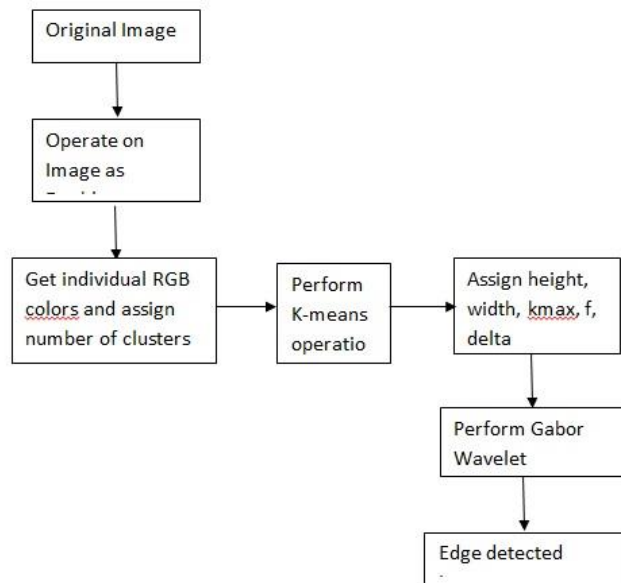 Original Image
Operate on
Image as
Get individual RGB
colors and assign
number of clusters
Perform
K-means
operatio
Assign height,
width, kmax, f,
delta
Perform Gabor
Wavelet
Edge detected